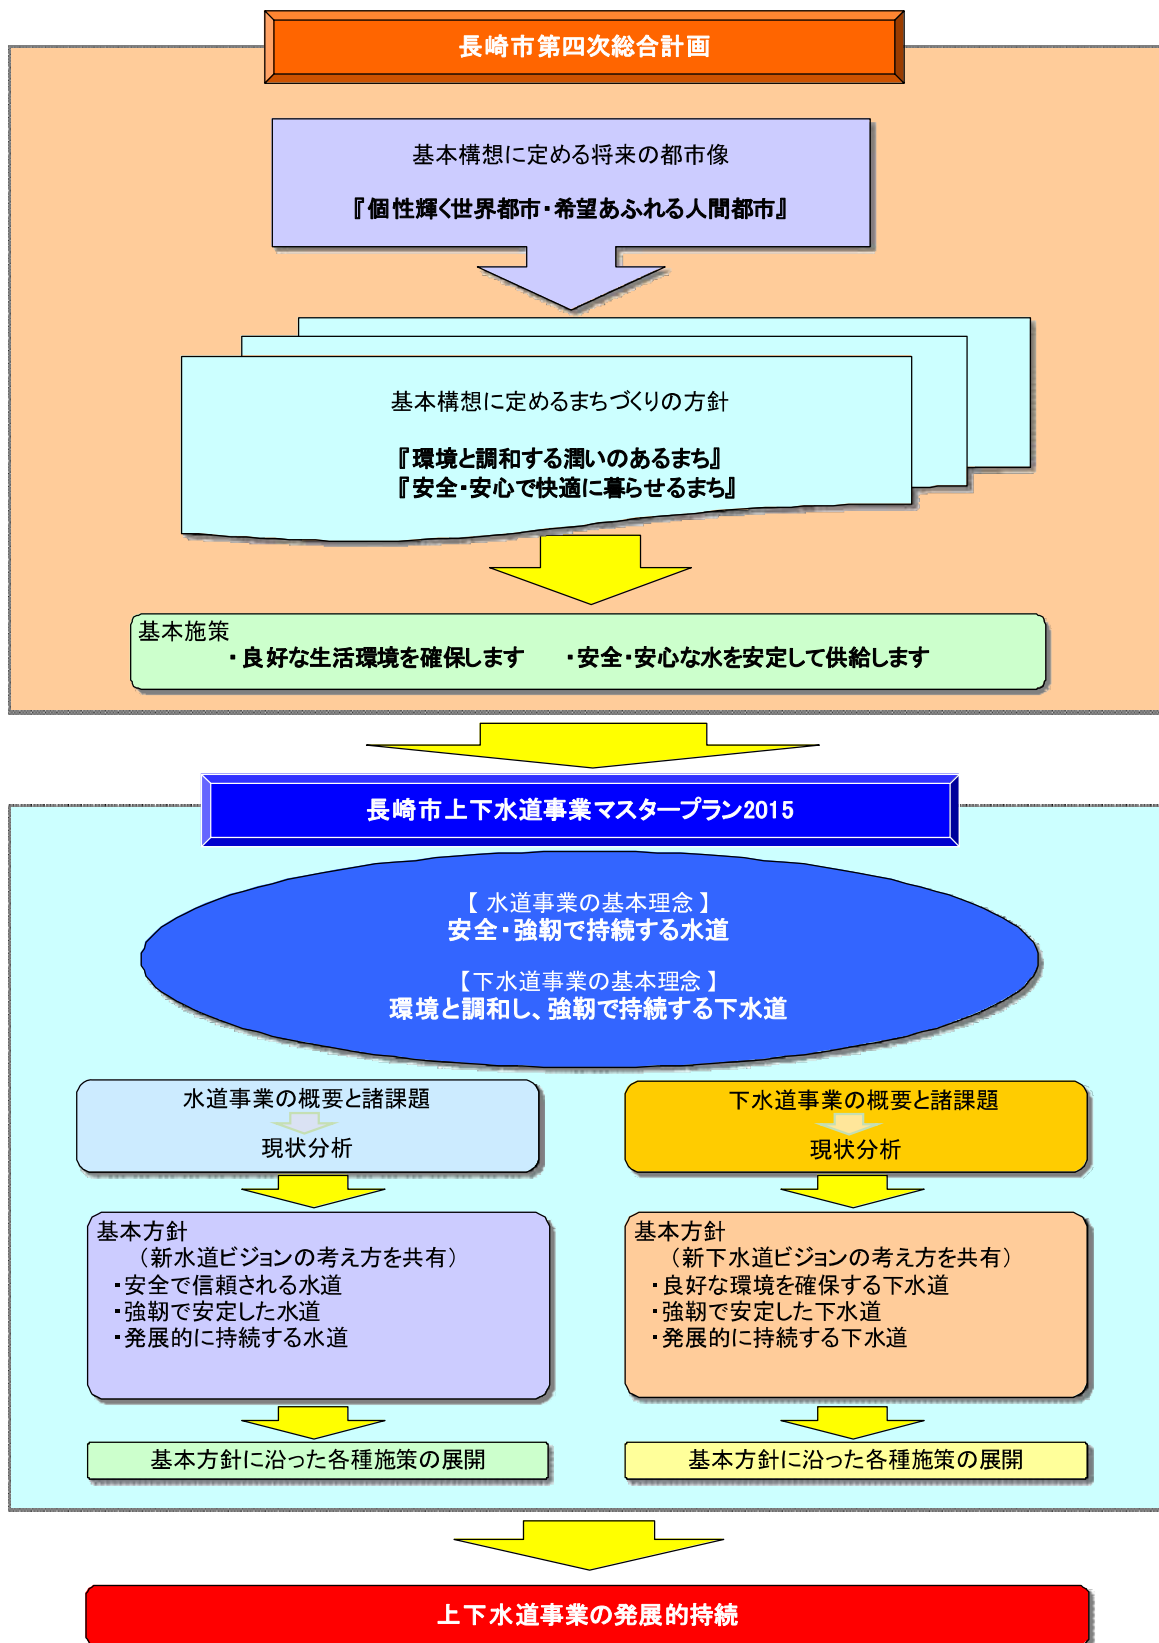 長崎市第四次総合計画
基本構想に定める将来の都市像
『個性輝く世界都市・希望あふれる人間都市』
基本構想に定めるまちづくりの方針
『環境と調和する潤いのあるまち』
『安全・安心で快適に暮らせるまち』
基本施策
・良好な生活環境を確保します　・安全・安心な水を安定して供給します
長崎市上下水道事業マスタープラン2015
【 水道事業の基本理念 】
安全・強靭で持続する水道
【下水道事業の基本理念 】
環境と調和し、強靭で持続する下水道
水道事業の概要と諸課題
現状分析
基本方針
（新水道ビジョンの考え方を共有）
・安全で信頼される水道
・強靭で安定した水道
・発展的に持続する水道
基本方針に沿った各種施策の展開
下水道事業の概要と諸課題
現状分析
基本方針
（新下水道ビジョンの考え方を共有）
・良好な環境を確保する下水道
・強靭で安定した下水道
・発展的に持続する下水道
基本方針に沿った各種施策の展開
上下水道事業の発展的持続